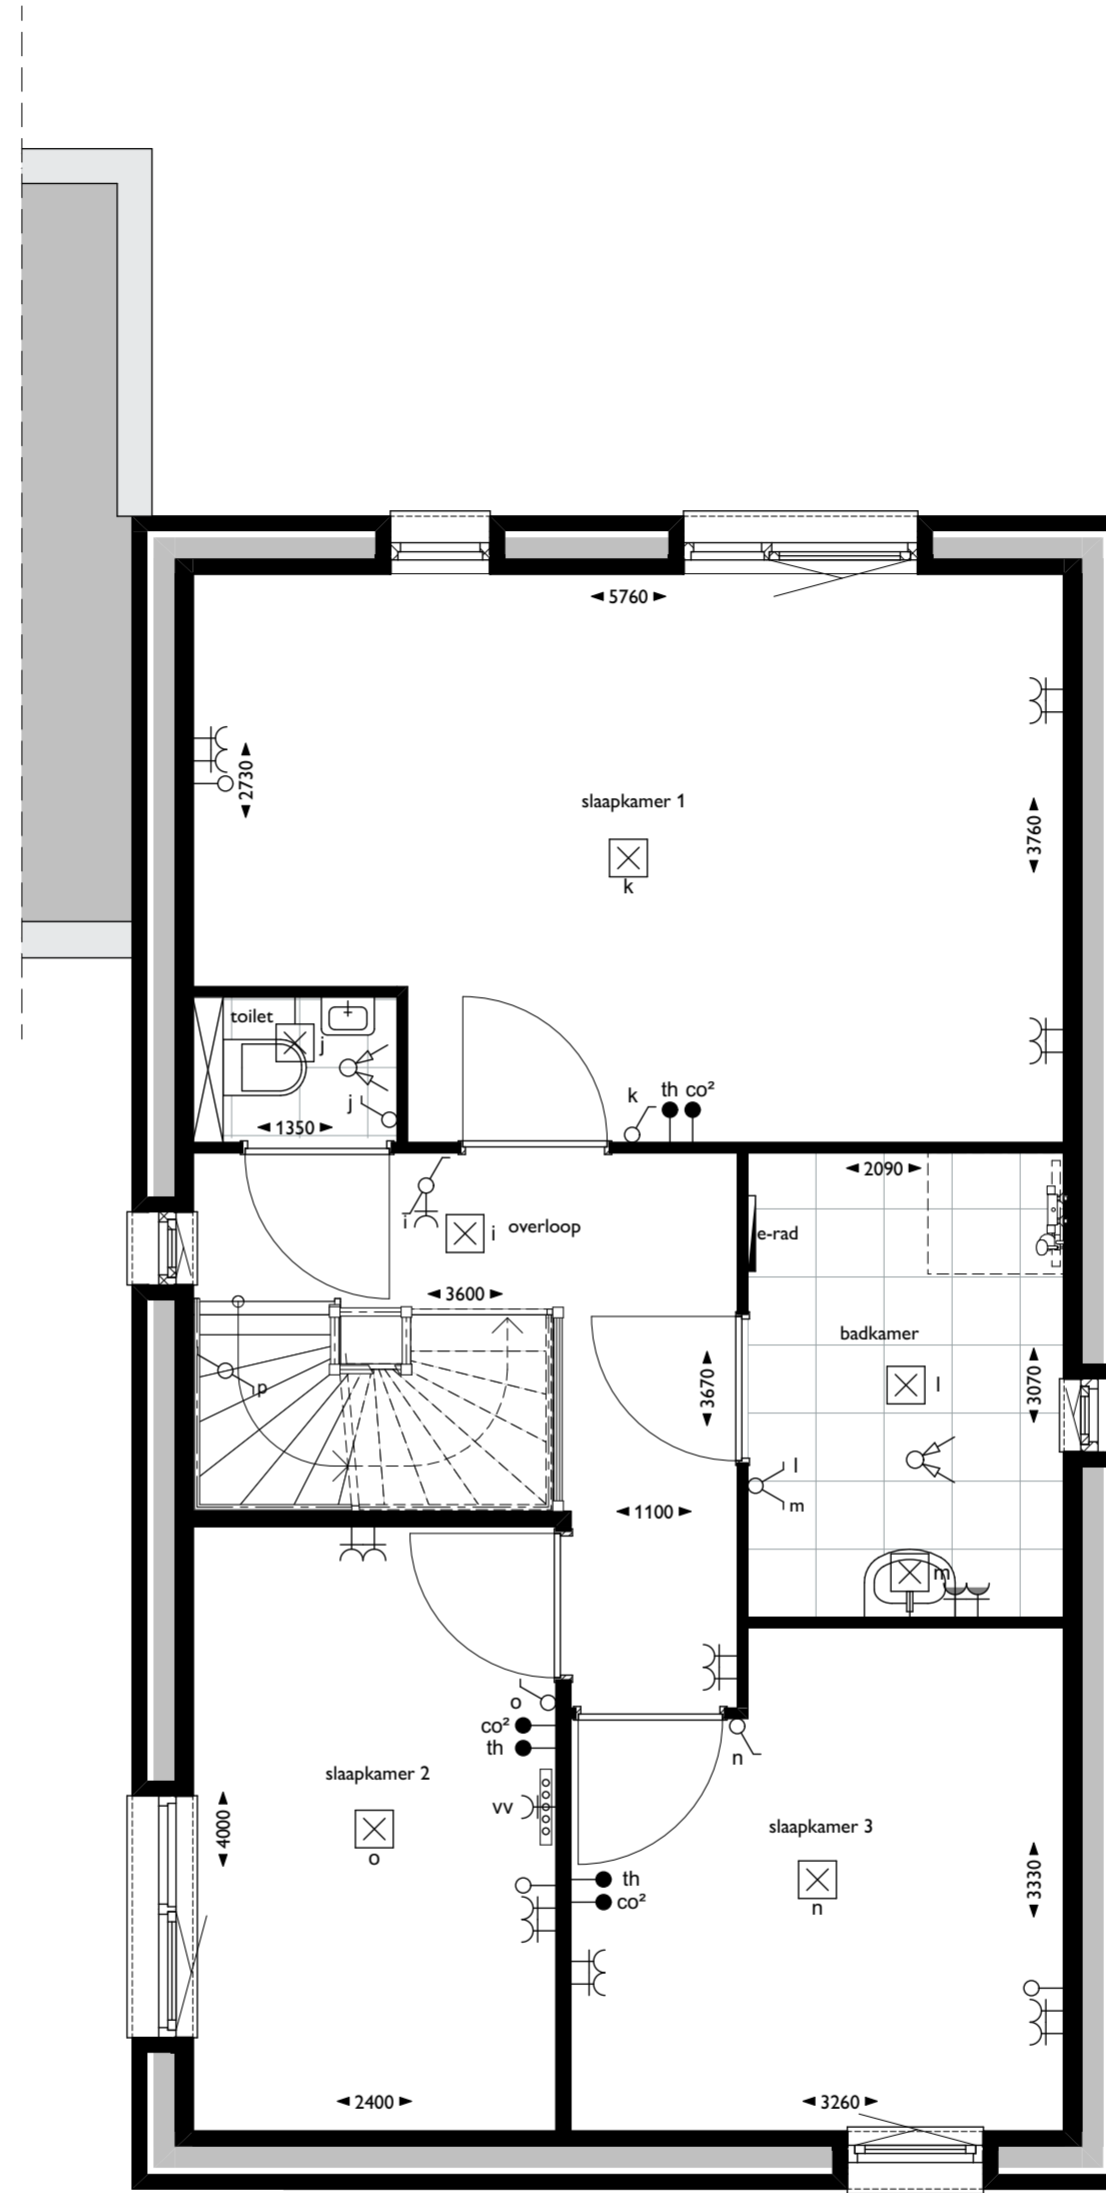 5760
2730
slaapkamer 1
3760
k
toilet
j
j
1350
k
th co²
2090
i
i
overloop
e-rad
3600
badkamer
p
3670
l
3070
l
m
1100
m
o
co²
th
n
slaapkamer 2
vv
4000
o
slaapkamer 3
th
co²
n
3330
2400
3260